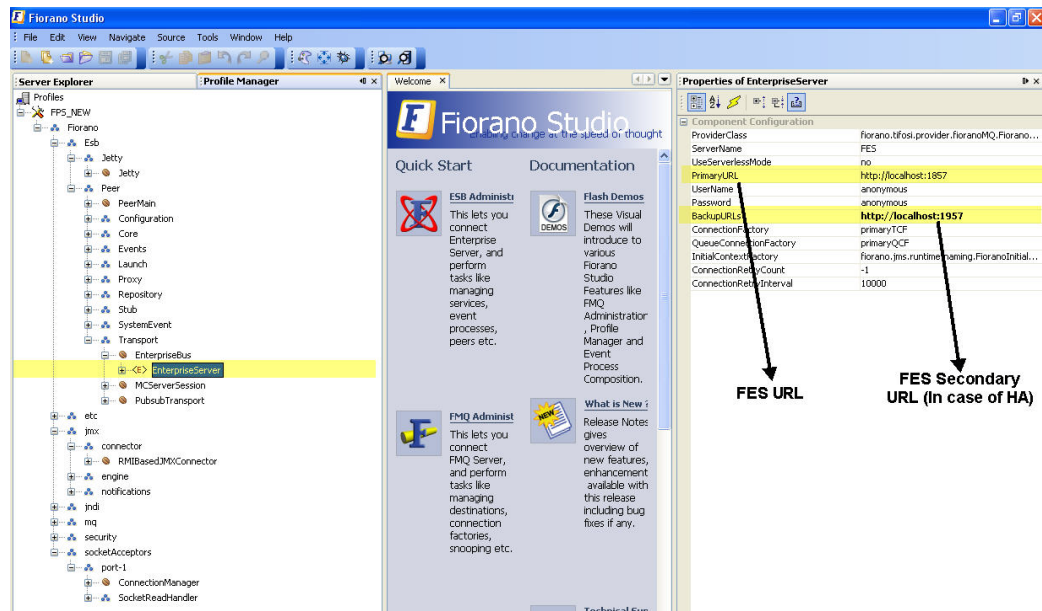 Fiorano Studio
File Edit View Navigate Source Tools Window Help
Server Explorer
Profile Manager
Profiles
FPS_NEW
Fiorano
Esb
Jetty
Jetty
Peer
PeerMain
Configuration
Core
Events
Launch
Proxy
Repository
Stub
SystemEvent
Transport
EnterpriseBus
<E> EnterpriseServer
MCServerSession
PubsubTransport
etc
jmx
connector
RMIBasedJMXConnector
engine
notifications
jndi
mq
security
socketAcceptors
port-1
ConnectionManager
SocketReadHandler
Welcome
Fiorano Studio
enabling change at the speed of thought
Quick Start
ESB Administ
This lets you
connect
Enterprise
Server, and
perform
tasks like
managing
services,
event
processes,
peers etc.
FMQ Administ
This lets you
connect
FMQ Server,
and perform
tasks like
managing
destinations,
connection
factories,
snooping etc.
Documentation
DEMOS
Flash Demos
These Visual
Demos will
introduce to
various
Fiorano
Studio
Features like
FMQ
Administration
, Profile
Manager and
Event
Process
Composition.
NEW
What is New ?
Release Notes
gives
overview of
new features,
enhancement
available with
this release
including bug
fixes if any.
Properties of EnterpriseServer
Component Configuration
ProviderClass fiorano.tifosi.provider.fioranoMQ.Fiorano...
ServerName FES
UseServerlessMode no
PrimaryURL http://localhost:1857
UserName anonymous
Password anonymous
BackupURLs http://localhost:1957
ConnectionFactory primaryTCF
QueueConnectionFactory primaryQCF
InitialContextFactory fiorano.jms.runtime.naming.FioranoInitial...
ConnectionRetryCount -1
ConnectionRetryInterval 10000
FES URL
FES Secondary
URL (In case of HA)